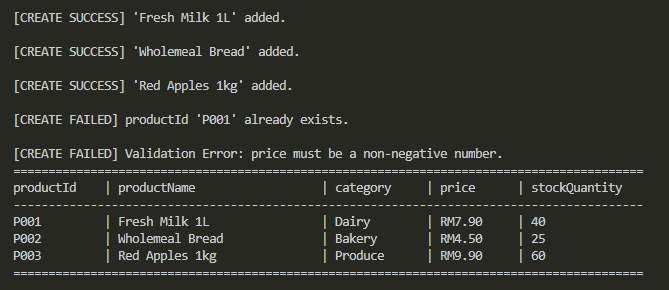 [CREATE SUCCESS] 'Fresh Milk 1L' added.
[CREATE SUCCESS] 'Wholemeal Bread' added.
[CREATE SUCCESS] 'Red Apples 1kg' added.
[CREATE FAILED] productId 'P001' already exists.
[CREATE FAILED] Validation Error: price must be a non-negative number.
==========================================================================================
productId    | productName                  | category     | price      | stockQuantity
------------------------------------------------------------------------------------------
P001         | Fresh Milk 1L                | Dairy        | RM7.90     | 40
P002         | Wholemeal Bread              | Bakery       | RM4.50     | 25
P003         | Red Apples 1kg               | Produce      | RM9.90     | 60
==========================================================================================